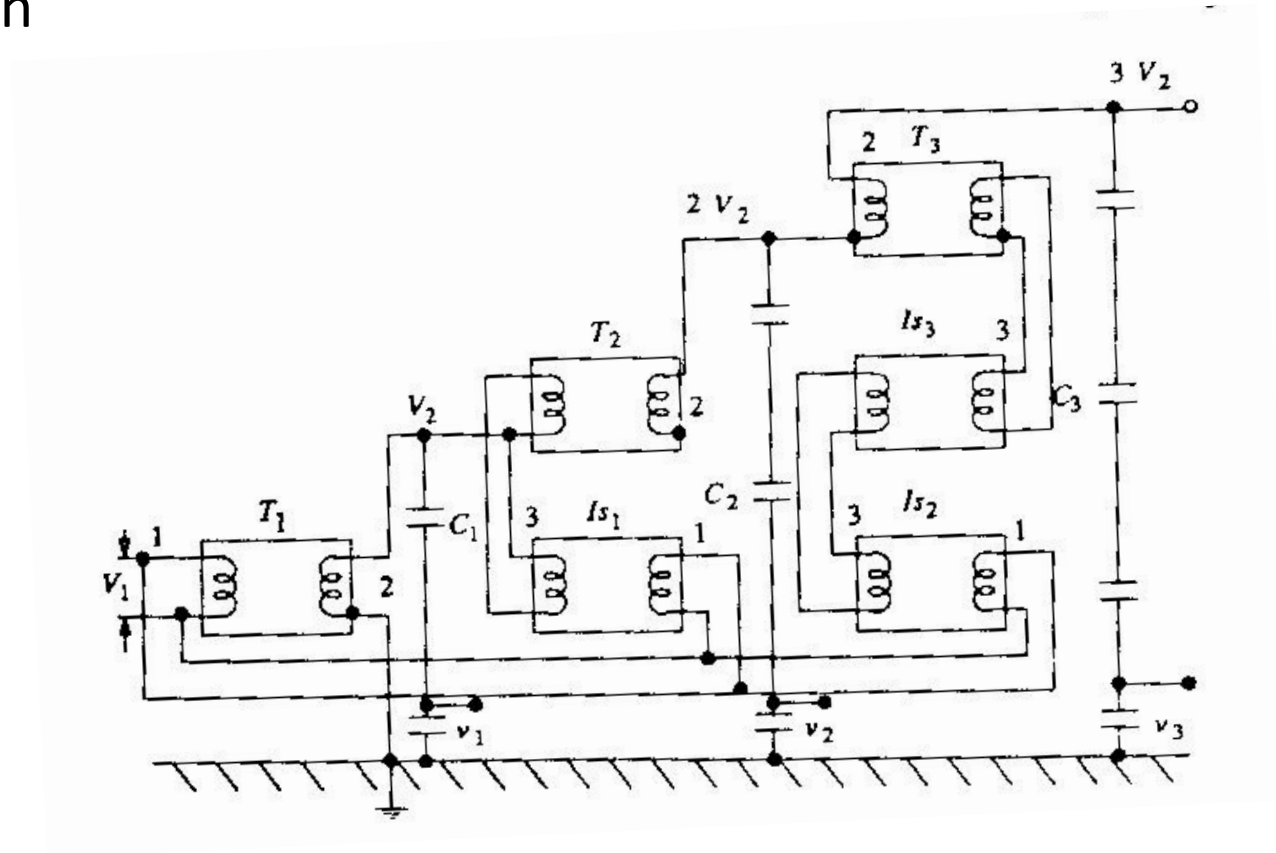 n
3 V₂
2 T₃
2 V₂
Is₃
3
T₂
V₂
2
C₃
T₁
1
C₁
3 Is₁ 1
C₂
3 Is₂ 1
V₁
2
v₁
v₂
v₃